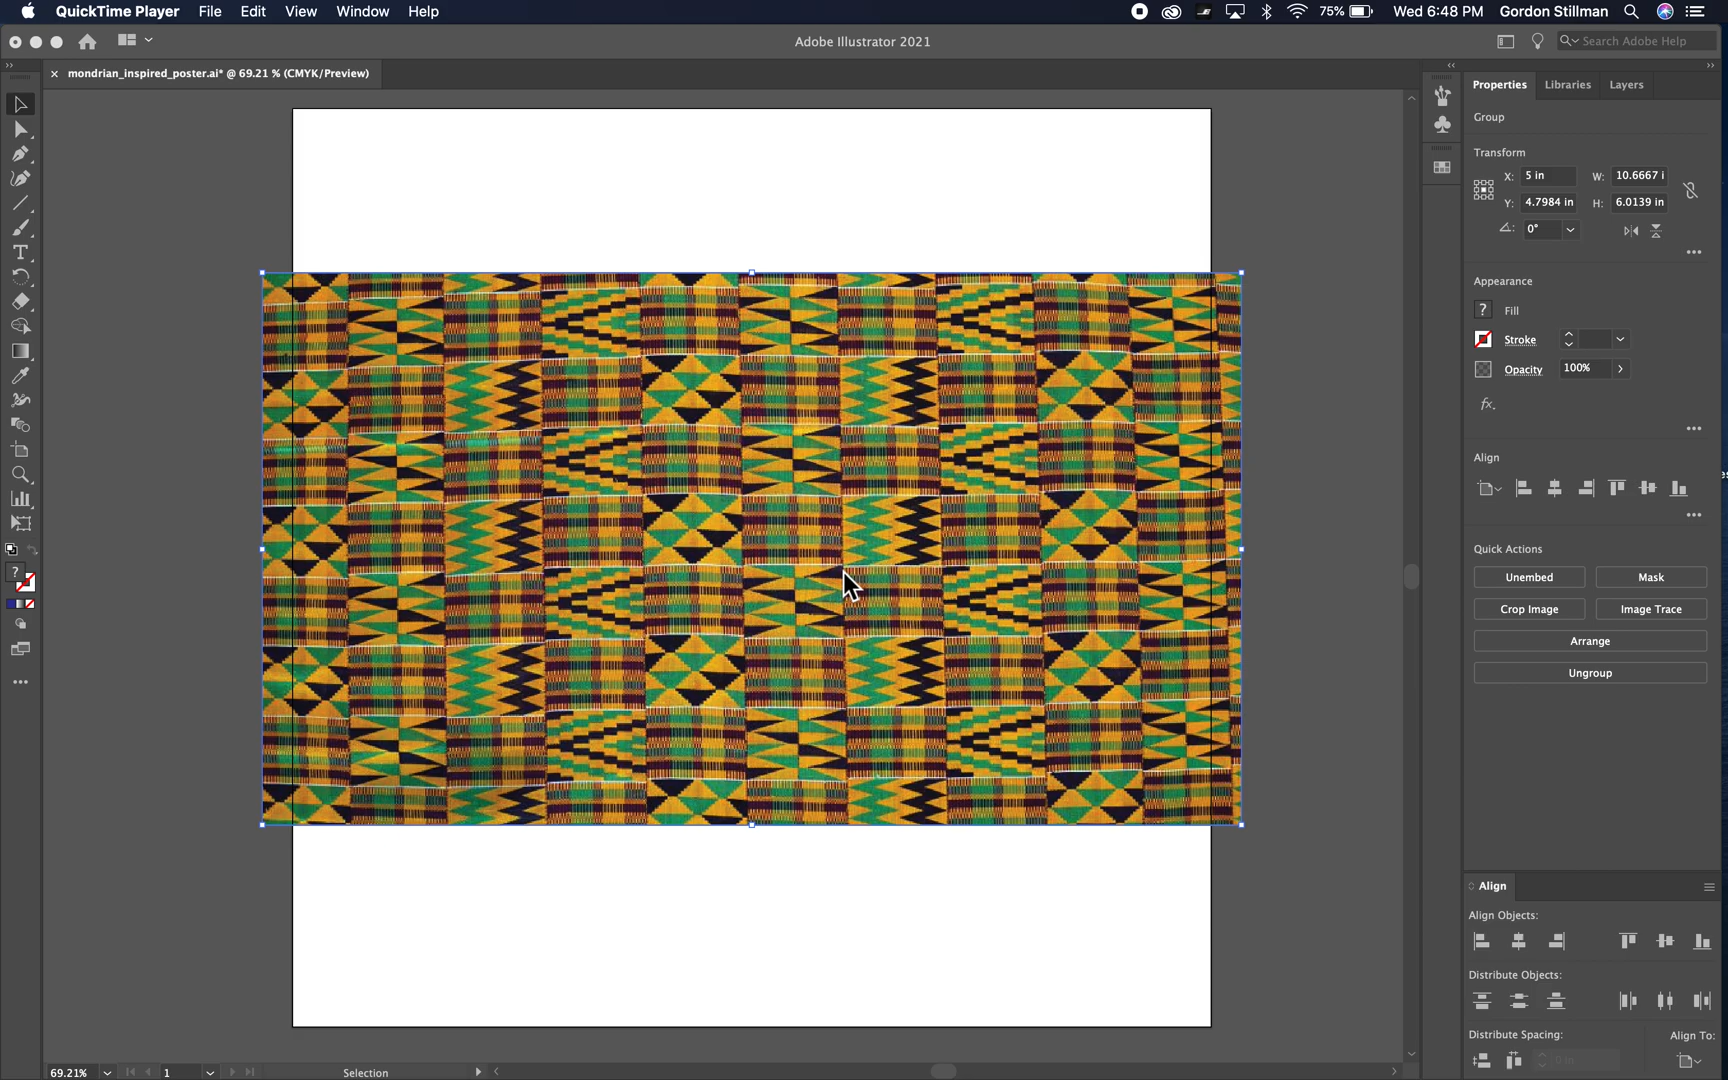 QuickTime Player File Edit View Window Help 75% Wed 6:48 PM Gordon Stillman
Adobe Illustrator 2021
Search Adobe Help
× mondrian_inspired_poster.ai* @ 69.21 % (CMYK/Preview)
Properties Libraries Layers
Group
Transform
X: 5 in W: 10.6667 i
Y: 4.7984 in H: 6.0139 in
0°
Appearance
? Fill
Stroke
Opacity 100%
fx.
Align
Quick Actions
Unembed Mask
Crop Image Image Trace
Arrange
Ungroup
Align
Align Objects:
Distribute Objects:
Distribute Spacing: Align To:
0 in
69.21% 1 Selection